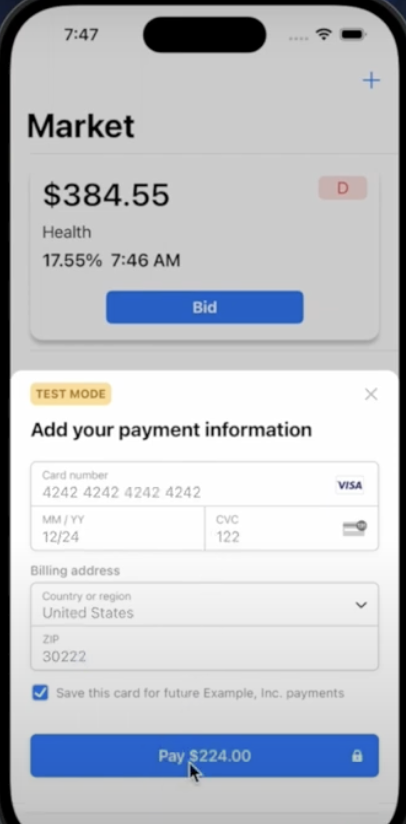 7:47
+
Market
$384.55
D
Health
17.55% 7:46 AM
Bid
TEST MODE
Add your payment information
Card number
4242 4242 4242 4242
VISA
MM / YY
12/24
CVC
122
Billing address
Country or region
United States
ZIP
30222
Save this card for future Example, Inc. payments
Pay $224.00